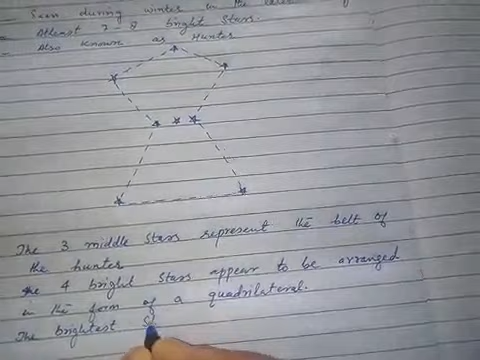 Seen during winter in the
Atleast 7 - 8 bright stars.
Also known as Hunter
The 3 middle stars represent the belt of
the hunter
the 4 bright stars appear to be arranged
in the form of a quadrilateral.
The brightest S